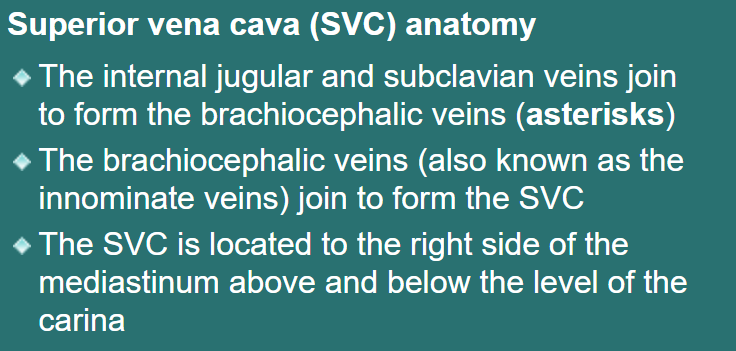 Superior vena cava (SVC) anatomy
The internal jugular and subclavian veins join
to form the brachiocephalic veins (asterisks)
The brachiocephalic veins (also known as the
innominate veins) join to form the SVC
The SVC is located to the right side of the
mediastinum above and below the level of the
carina